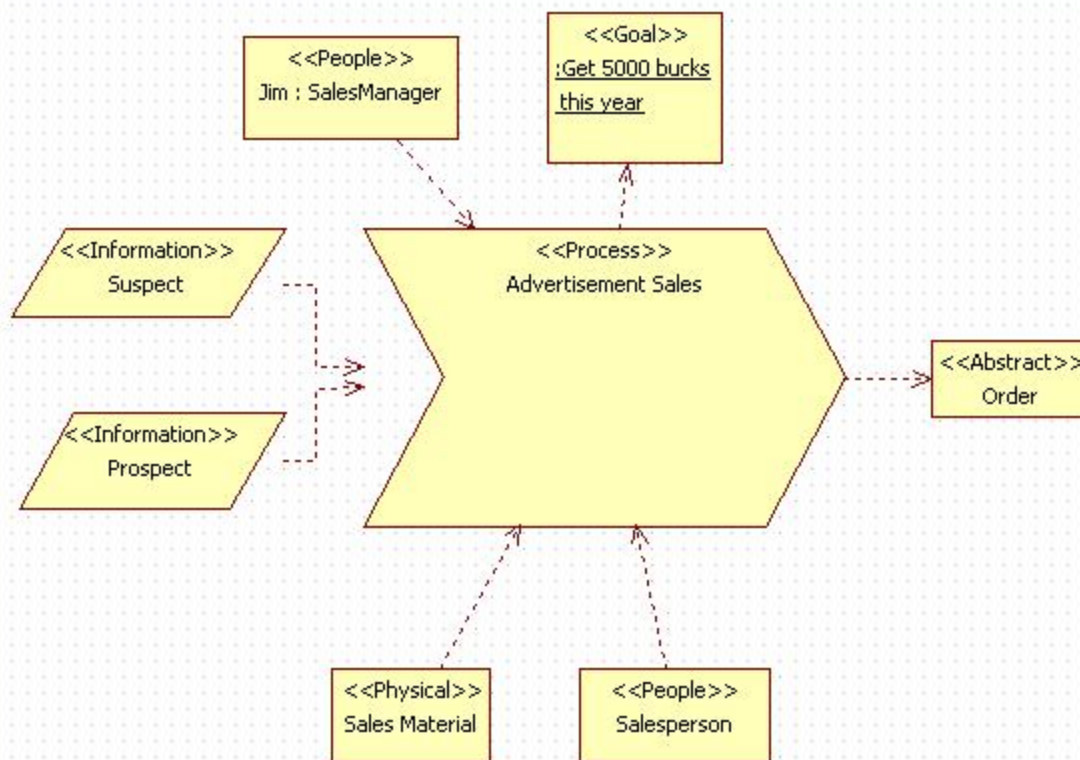 <<People>>
Jim : SalesManager
<<Goal>>
:Get 5000 bucks
this year
<<Information>>
Suspect
<<Process>>
Advertisement Sales
<<Abstract>>
Order
<<Information>>
Prospect
<<Physical>>
Sales Material
<<People>>
Salesperson